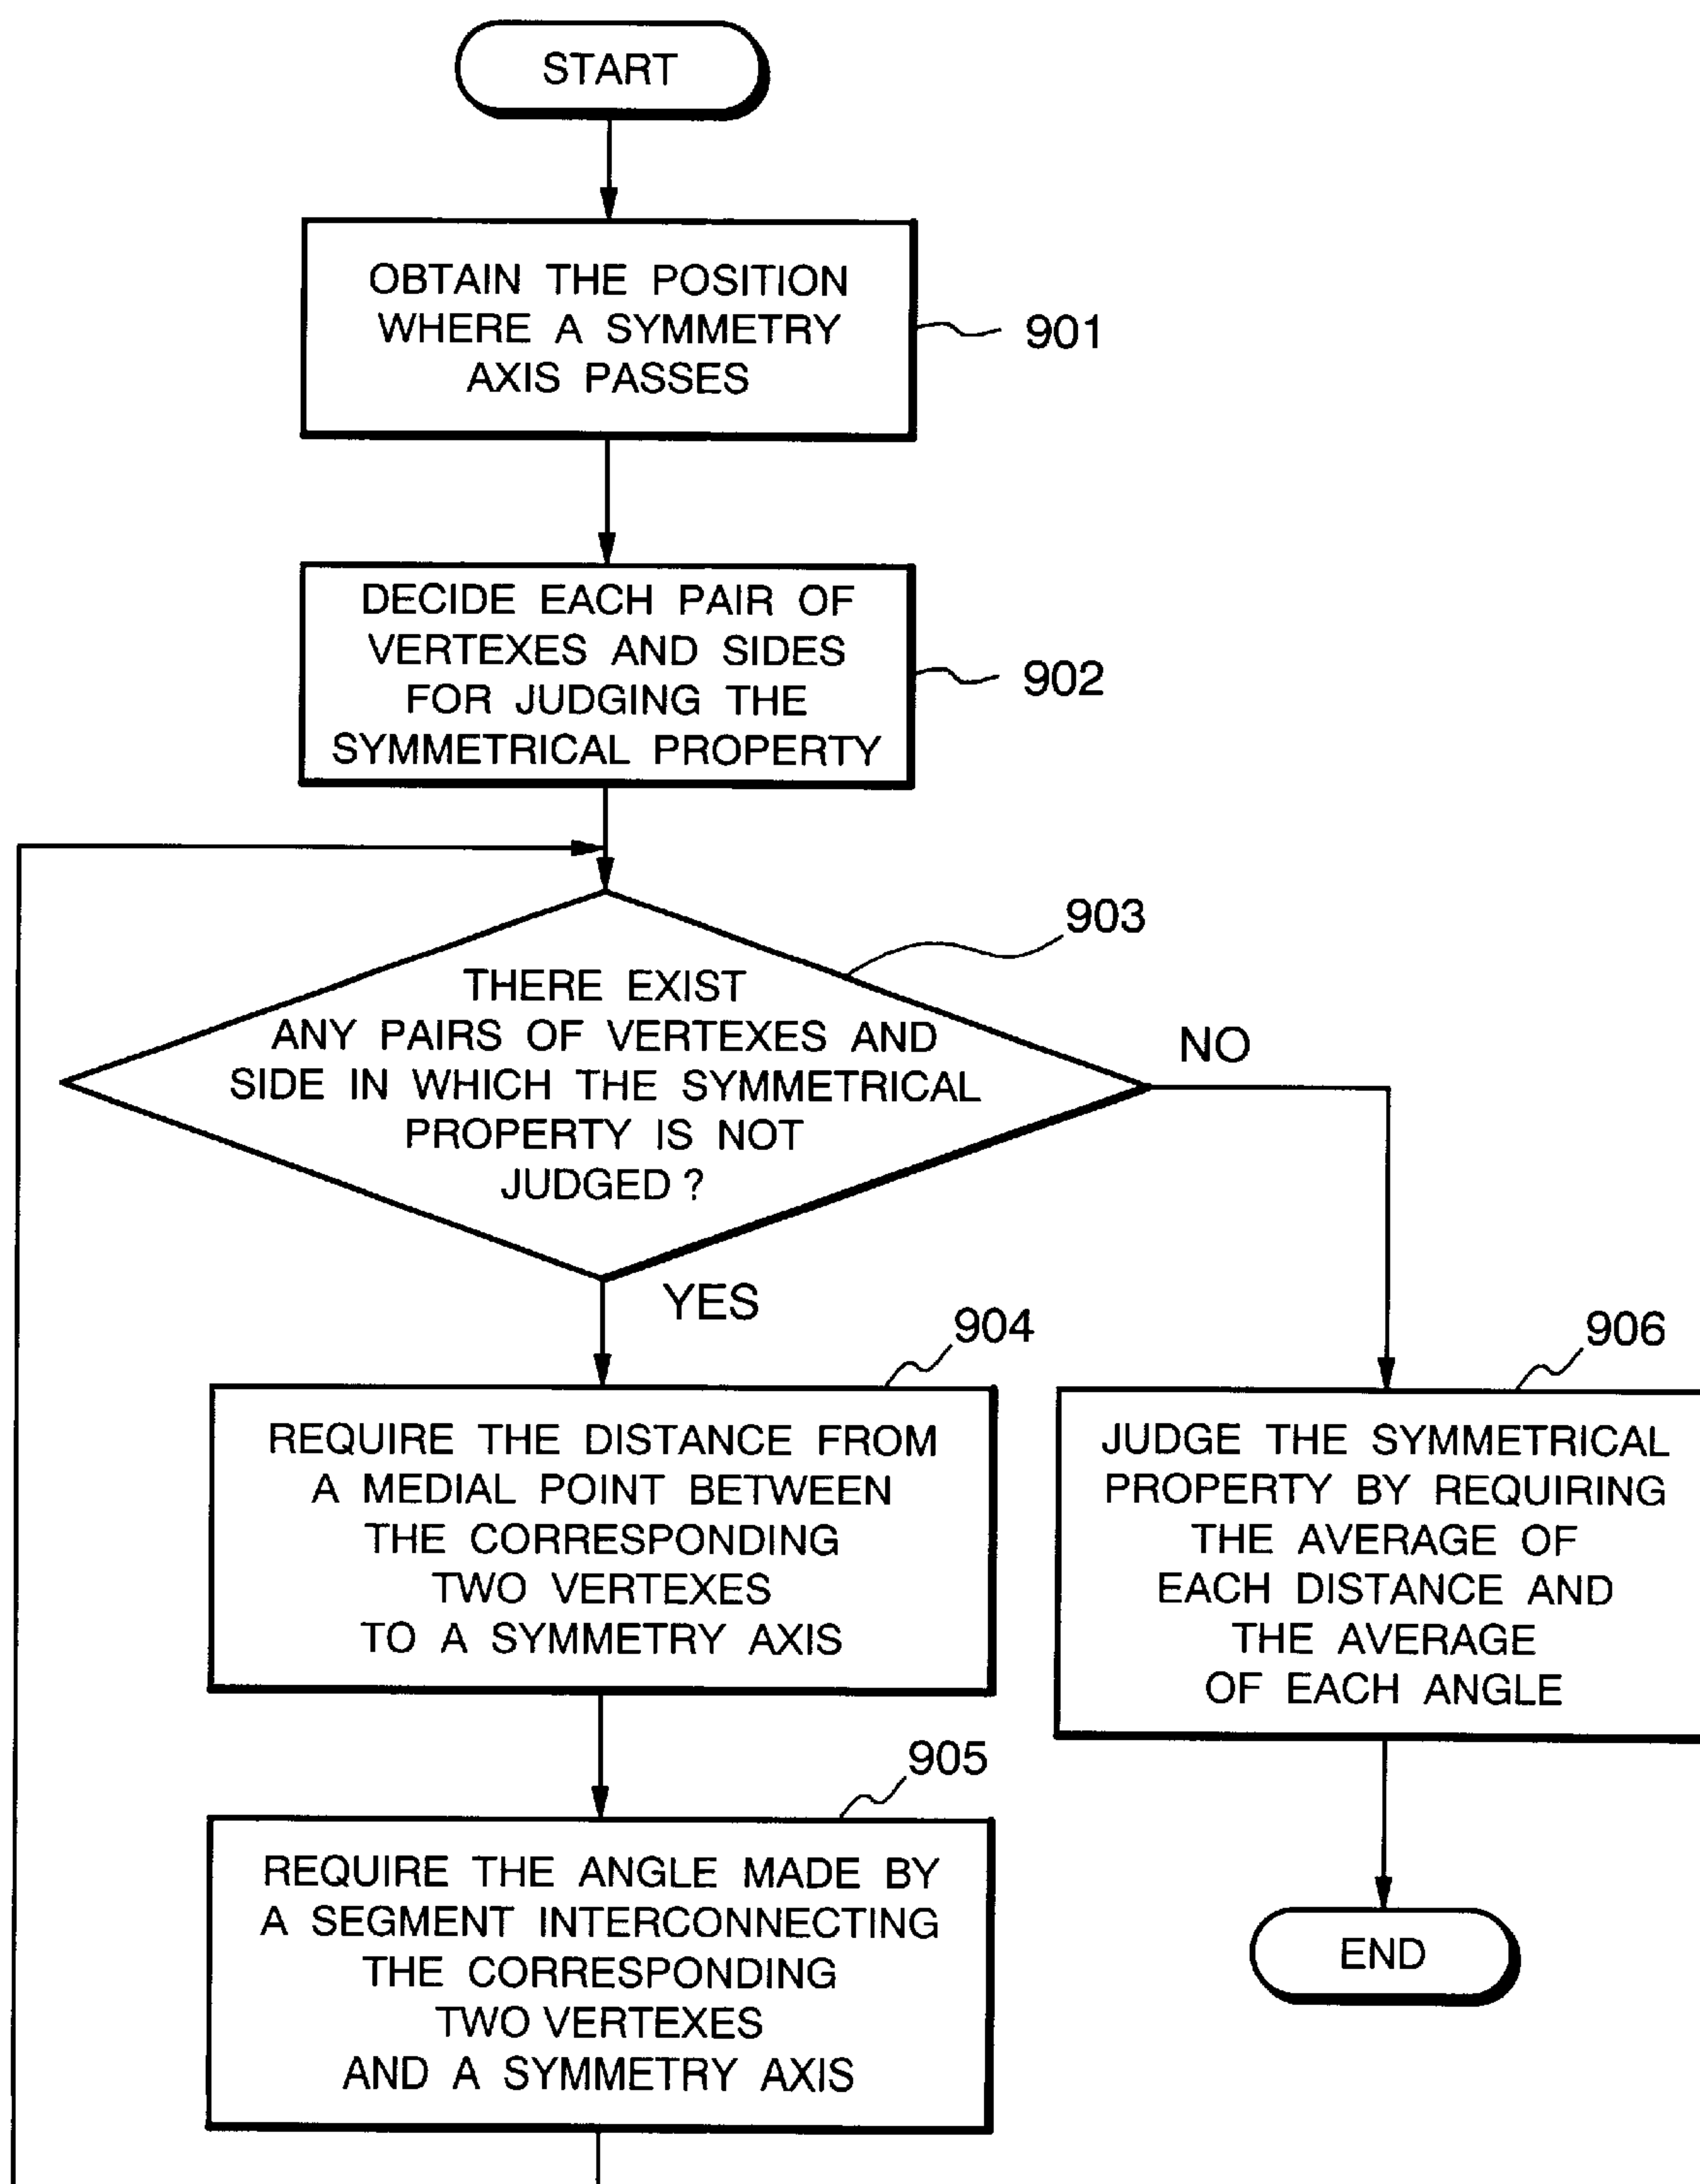 START
OBTAIN THE POSITION
WHERE A SYMMETRY
AXIS PASSES
901
DECIDE EACH PAIR OF
VERTEXES AND SIDES
FOR JUDGING THE
SYMMETRICAL PROPERTY
902
903
THERE EXIST
ANY PAIRS OF VERTEXES AND
SIDE IN WHICH THE SYMMETRICAL
PROPERTY IS NOT
JUDGED ?
NO
YES
904
REQUIRE THE DISTANCE FROM
A MEDIAL POINT BETWEEN
THE CORRESPONDING
TWO VERTEXES
TO A SYMMETRY AXIS
906
JUDGE THE SYMMETRICAL
PROPERTY BY REQUIRING
THE AVERAGE OF
EACH DISTANCE AND
THE AVERAGE
OF EACH ANGLE
905
REQUIRE THE ANGLE MADE BY
A SEGMENT INTERCONNECTING
THE CORRESPONDING
TWO VERTEXES
AND A SYMMETRY AXIS
END